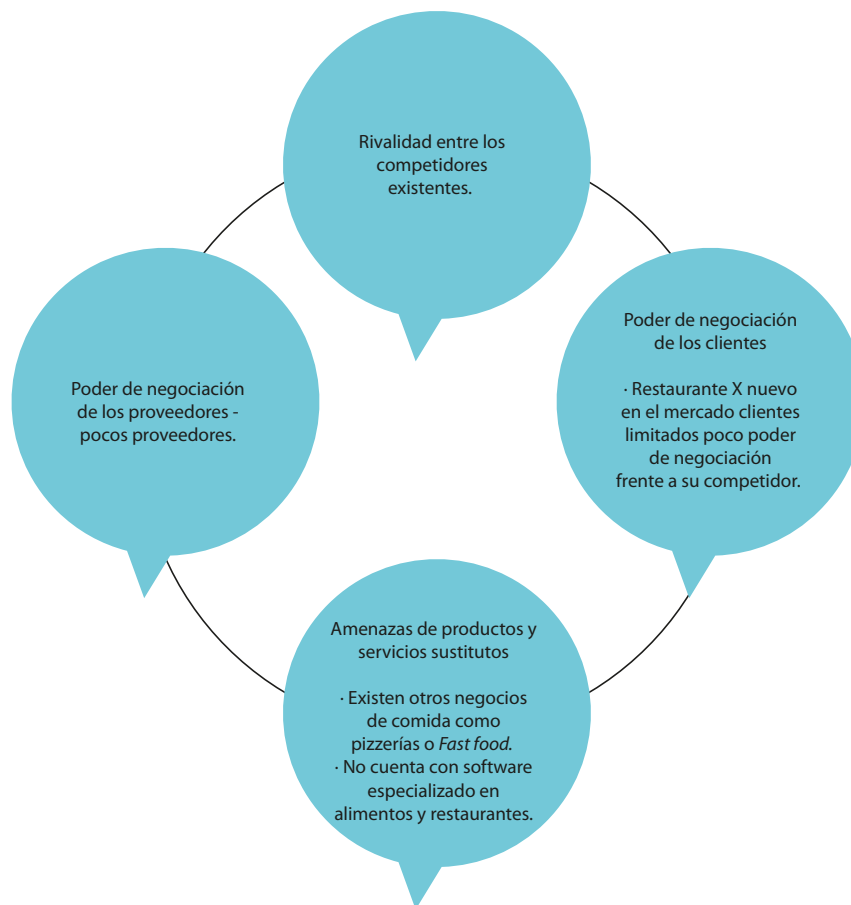 Rivalidad entre los
competidores
existentes.
Poder de negociación
de los clientes
· Restaurante X nuevo
en el mercado clientes
limitados poco poder
de negociación
frente a su competidor.
Poder de negociación
de los proveedores -
pocos proveedores.
Amenazas de productos y
servicios sustitutos
· Existen otros negocios
de comida como
pizzerías o Fast food.
· No cuenta con software
especializado en
alimentos y restaurantes.